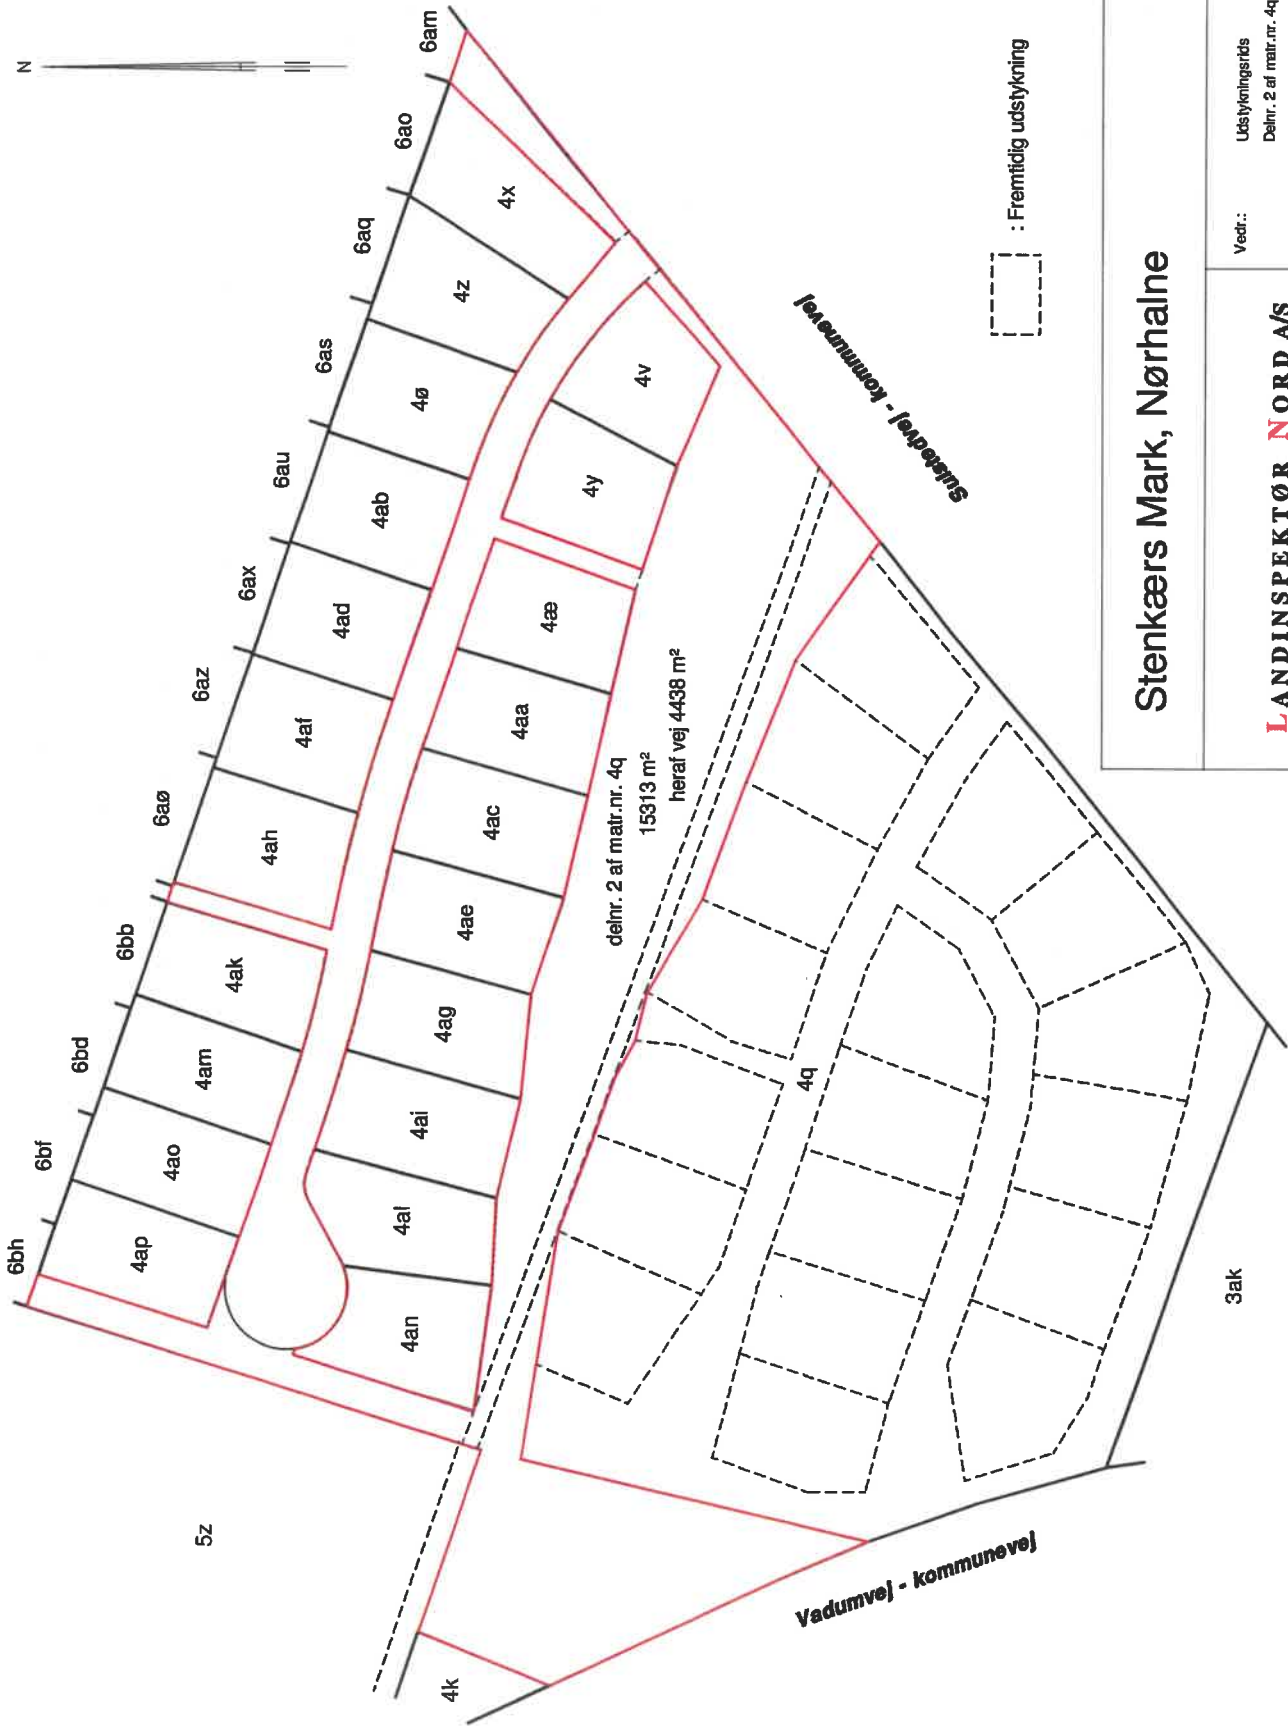 N
6bh
6bf
6bd
6bb
6aø
6az
6ax
6au
6as
6aq
6ao
6am
4ap
4ao
4am
4ak
4ah
4af
4ad
4ab
4ø
4z
4x
4an
4al
4ai
4ag
4ae
4ac
4aa
4æ
4y
4v
delnr. 2 af matr.nr. 4q
15313 m²
heraf vej 4438 m²
Sulstedvej - kommunevej
: Fremtidig udstykning
5z
4k
4q
3ak
Vadumvej - kommunevej
Stenkærs Mark, Nørhalne
LANDINSPEKTØR NORD A/S
Vedr.: Udstykningsrids
Delnr. 2 af matr.nr. 4q